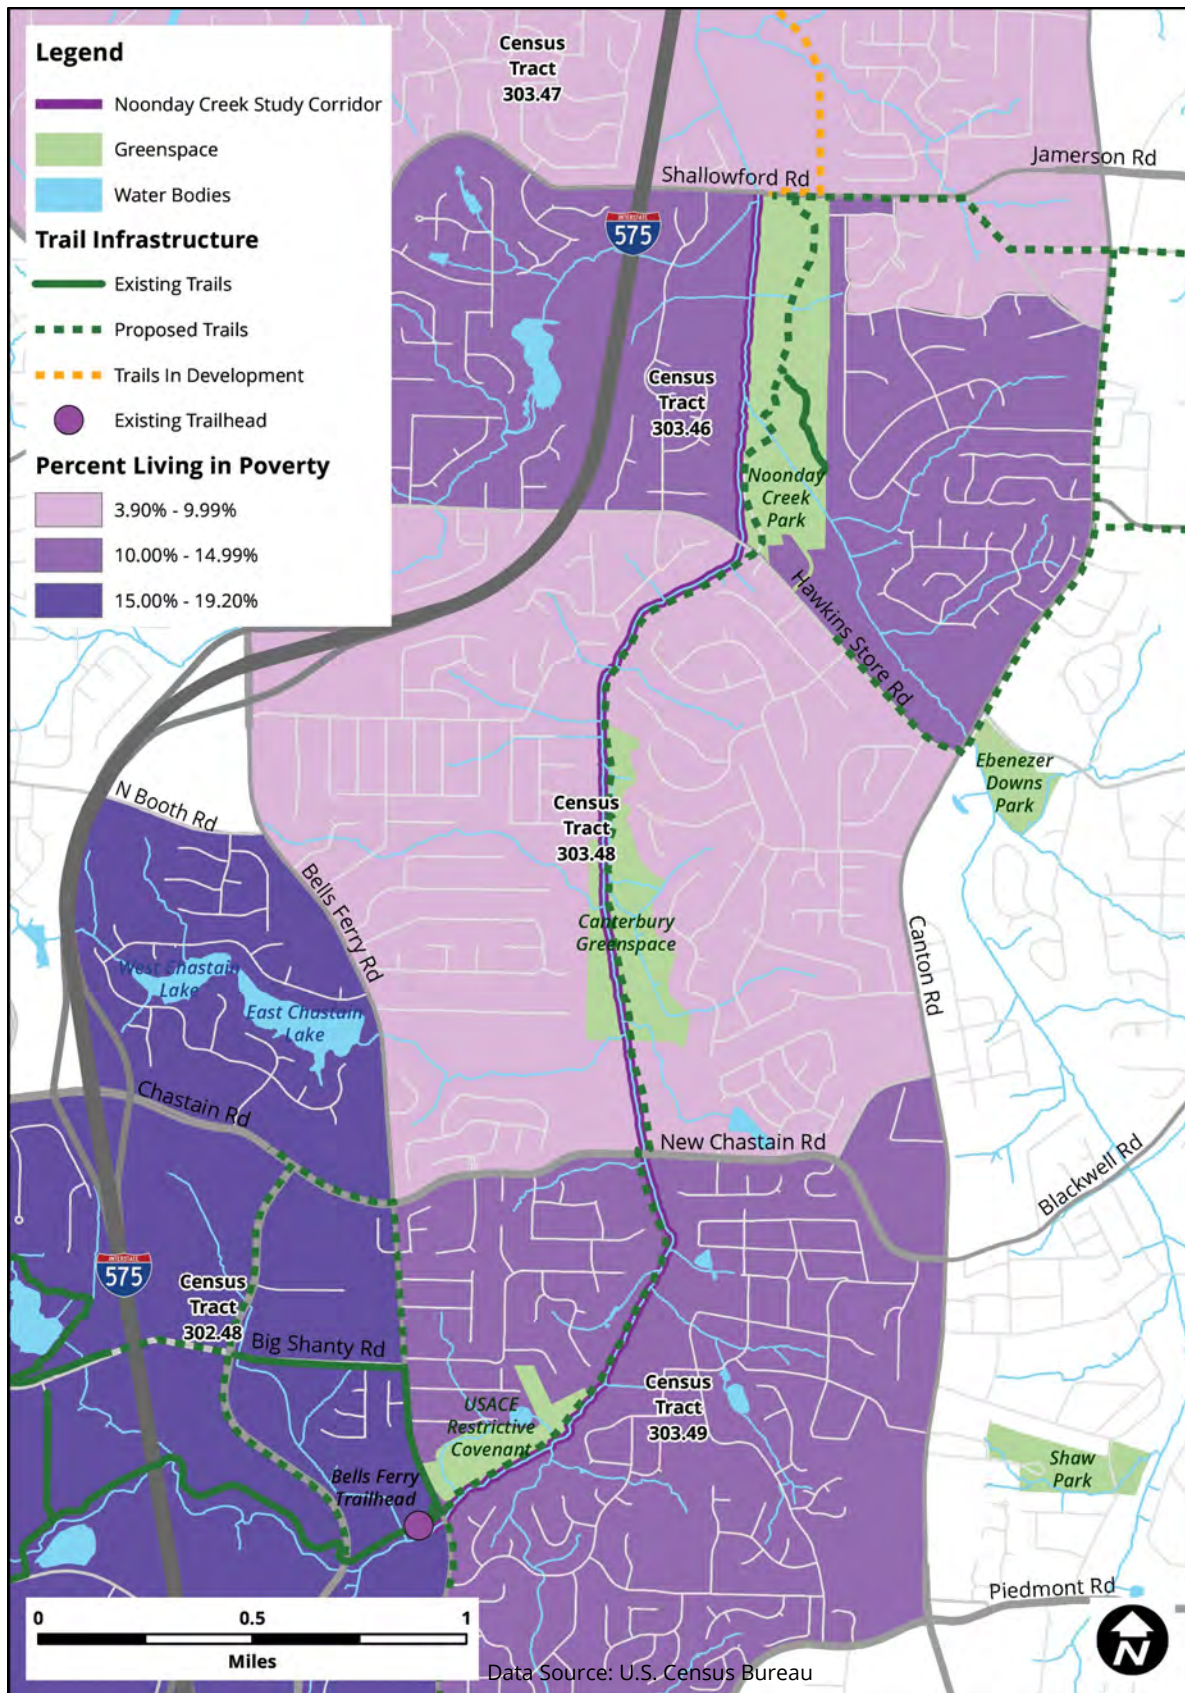 Legend
Noonday Creek Study Corridor
Greenspace
Water Bodies
Trail Infrastructure
Existing Trails
Proposed Trails
Trails In Development
Existing Trailhead
Percent Living in Poverty
3.90% - 9.99%
10.00% - 14.99%
15.00% - 19.20%
Census
Tract
303.47
Jamerson Rd
Shallowford Rd
INTERSTATE
575
Census
Tract
303.46
Noonday
Creek
Park
Hawkins Store Rd
Ebenezer
Downs
Park
N Booth Rd
Census
Tract
303.48
Bells Ferry Rd
Canterbury
Greenspace
Canton Rd
West Shastain
Lake
East Chastain
Lake
Chastain Rd
New Chastain Rd
Blackwell Rd
INTERSTATE
575
Census
Tract
302.48
Big Shanty Rd
Census
Tract
303.49
USACE
Restrictive
Covenant
Shaw
Park
Bells Ferry
Trailhead
Piedmont Rd
0 0.5 1
Miles
N
Data Source: U.S. Census Bureau